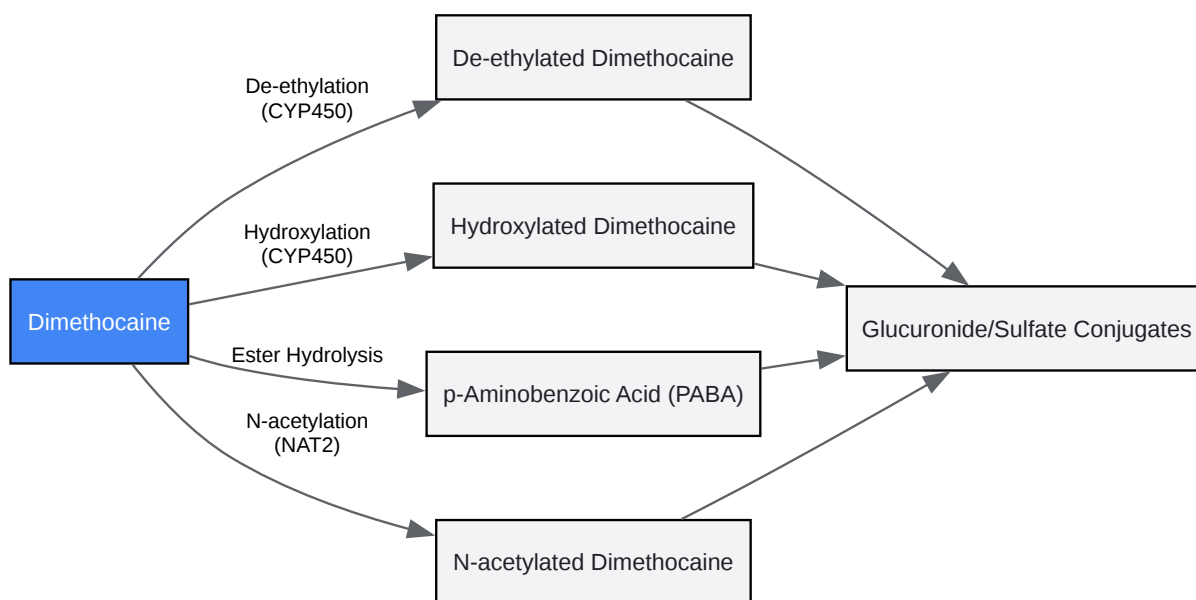 De-ethylated Dimethocaine
De-ethylation
(CYP450)
Hydroxylated Dimethocaine
Hydroxylation
(CYP450)
Dimethocaine
Glucuronide/Sulfate Conjugates
Ester Hydrolysis
p-Aminobenzoic Acid (PABA)
N-acetylation
(NAT2)
N-acetylated Dimethocaine